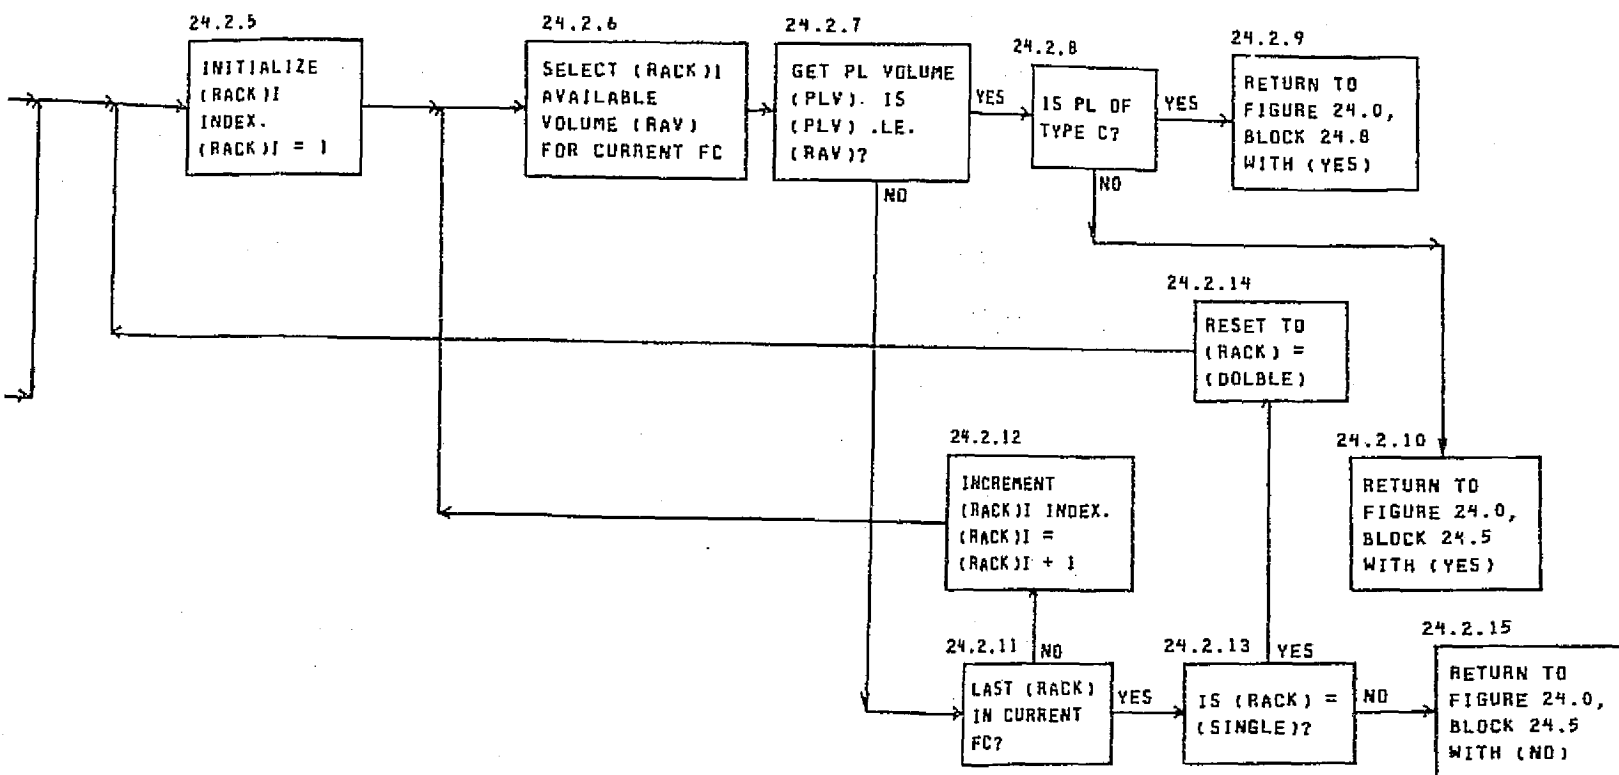 24.2.5
INITIALIZE
(RACK)I
INDEX.
(RACK)I = 1
24.2.6
SELECT (RACK)I
AVAILABLE
VOLUME (RAV)
FOR CURRENT FC
24.2.7
GET PL VOLUME
(PLV). IS
(PLV) .LE.
(RAV)?
YES
NO
24.2.8
IS PL OF
TYPE C?
YES
NO
24.2.9
RETURN TO
FIGURE 24.0,
BLOCK 24.8
WITH (YES)
24.2.14
RESET TO
(RACK) =
(DOLBLE)
24.2.10
RETURN TO
FIGURE 24.0,
BLOCK 24.5
WITH (YES)
24.2.12
INCREMENT
(RACK)I INDEX.
(RACK)I =
(RACK)I + 1
24.2.11
NO
LAST (RACK)
IN CURRENT
FC?
YES
24.2.13
YES
IS (RACK) =
(SINGLE)?
NO
24.2.15
RETURN TO
FIGURE 24.0,
BLOCK 24.5
WITH (NO)